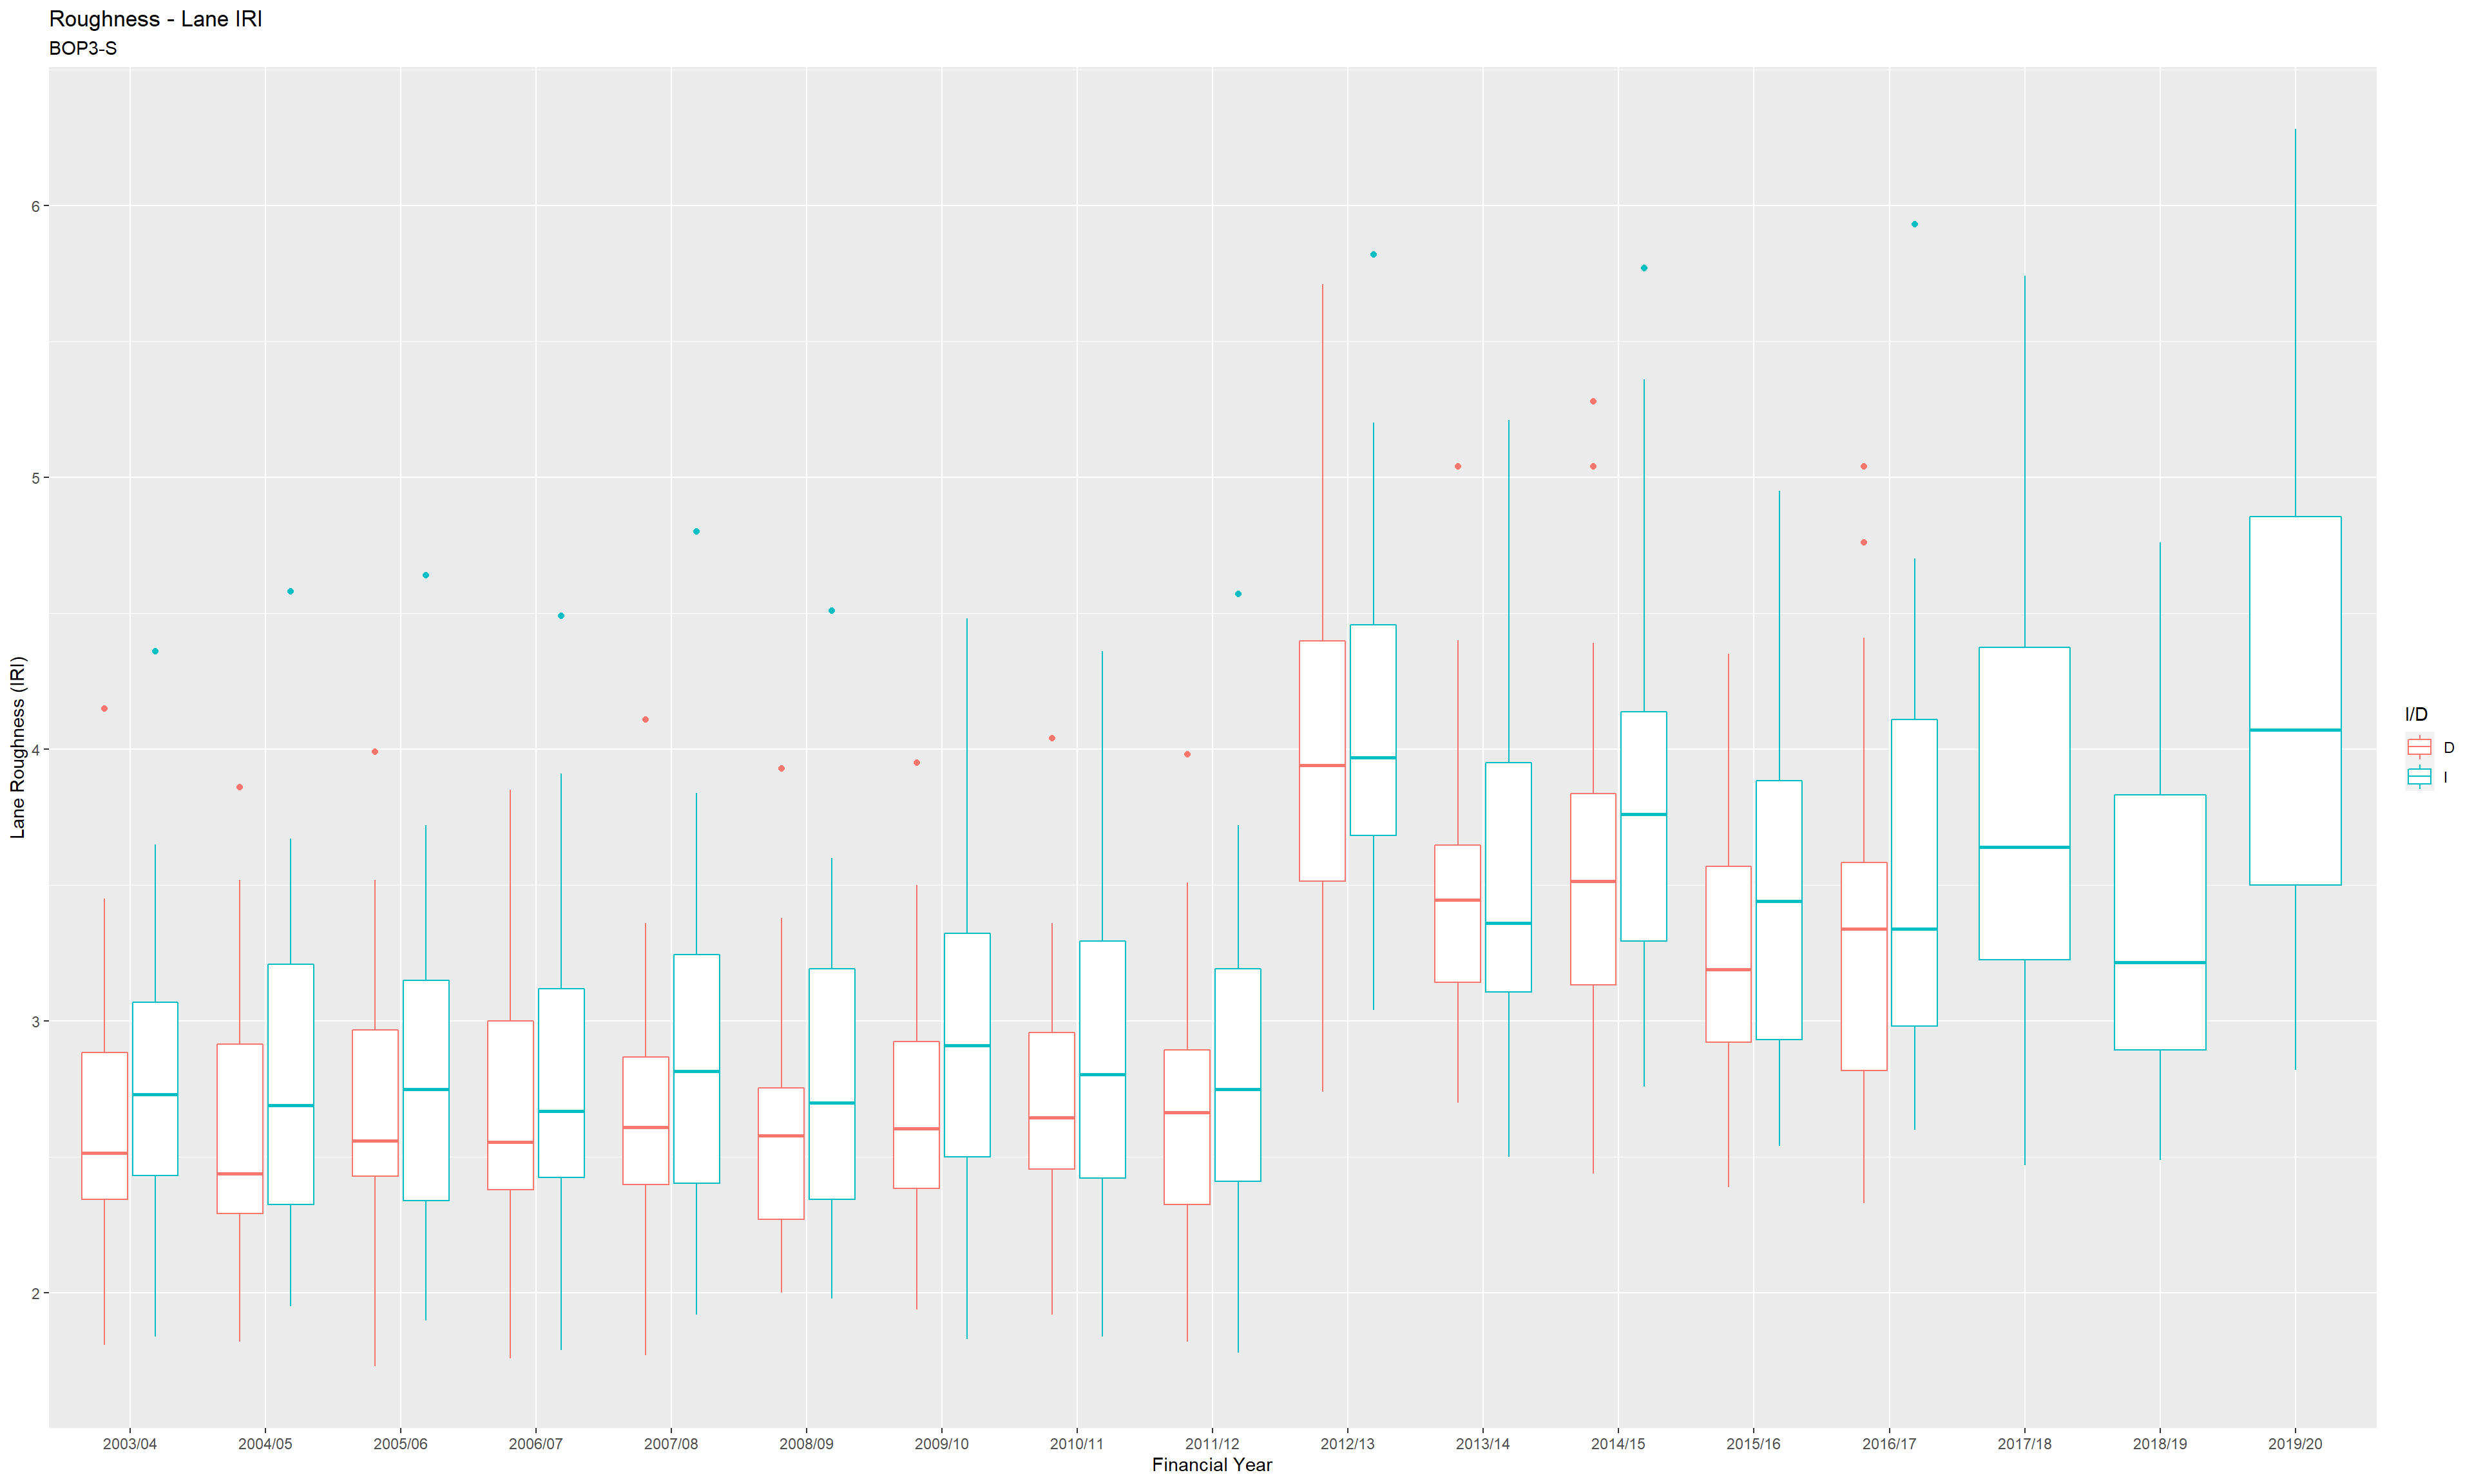 Roughness - Lane IRI
BOP3-S
Lane Roughness (IRI)
6
5
4
3
2
2003/04 2004/05 2005/06 2006/07 2007/08 2008/09 2009/10 2010/11 2011/12 2012/13 2013/14 2014/15 2015/16 2016/17 2017/18 2018/19 2019/20
Financial Year
I/D
D
I